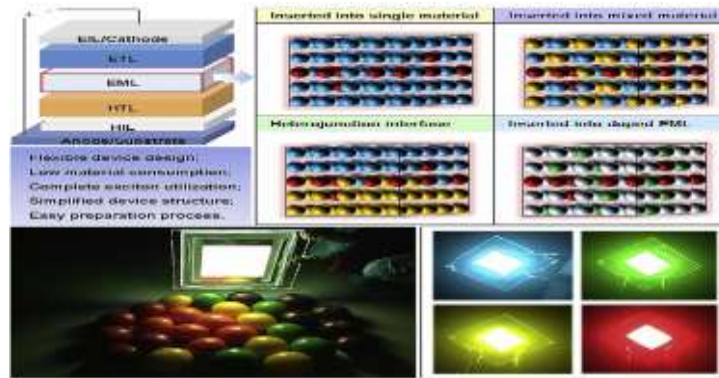 EIL/Cathode
ETL
EML
HTL
HIL
Anode/Substrate
Flexible device design;
Low material consumption;
Complete exciton utilization;
Simplified device structure;
Easy preparation process.
Inserted into single material
Inserted into mixed material
Heterojunction interface
Inserted into doped EML